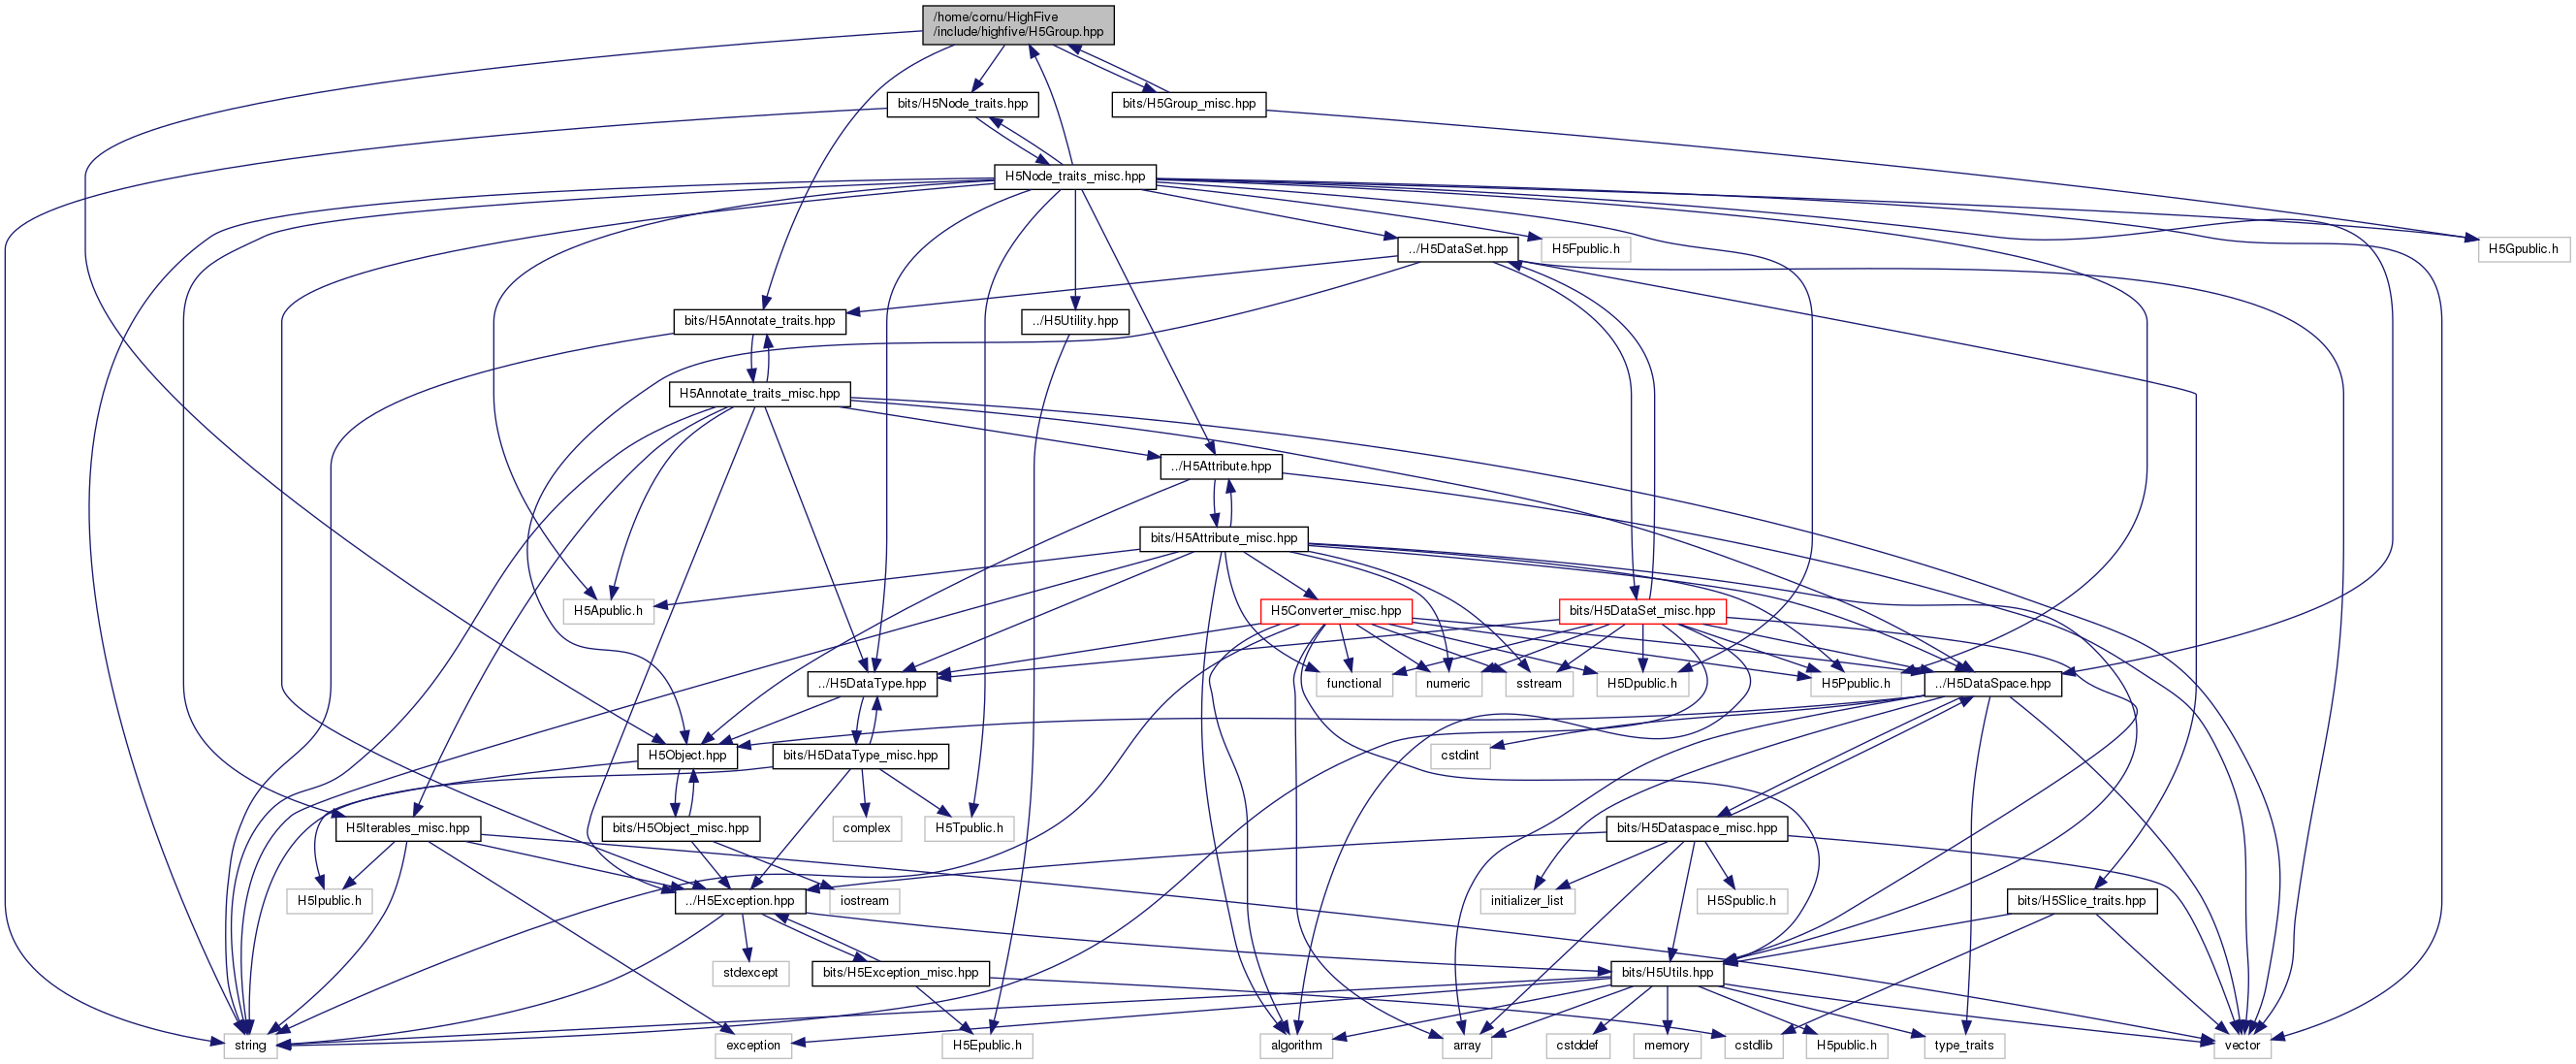 /home/cornu/HighFive
/include/highfive/H5Group.hpp
bits/H5Node_traits.hpp
bits/H5Group_misc.hpp
H5Node_traits_misc.hpp
../H5DataSet.hpp
H5Fpublic.h
H5Gpublic.h
bits/H5Annotate_traits.hpp
../H5Utility.hpp
H5Annotate_traits_misc.hpp
../H5Attribute.hpp
bits/H5Attribute_misc.hpp
H5Apublic.h
H5Converter_misc.hpp
bits/H5DataSet_misc.hpp
../H5DataType.hpp
functional
numeric
sstream
H5Dpublic.h
H5Ppublic.h
../H5DataSpace.hpp
H5Object.hpp
bits/H5DataType_misc.hpp
cstdint
H5Iterables_misc.hpp
bits/H5Object_misc.hpp
complex
H5Tpublic.h
bits/H5Dataspace_misc.hpp
H5Ipublic.h
../H5Exception.hpp
iostream
initializer_list
H5Spublic.h
bits/H5Slice_traits.hpp
stdexcept
bits/H5Exception_misc.hpp
bits/H5Utils.hpp
string
exception
H5Epublic.h
algorithm
array
cstddef
memory
cstdlib
H5public.h
type_traits
vector